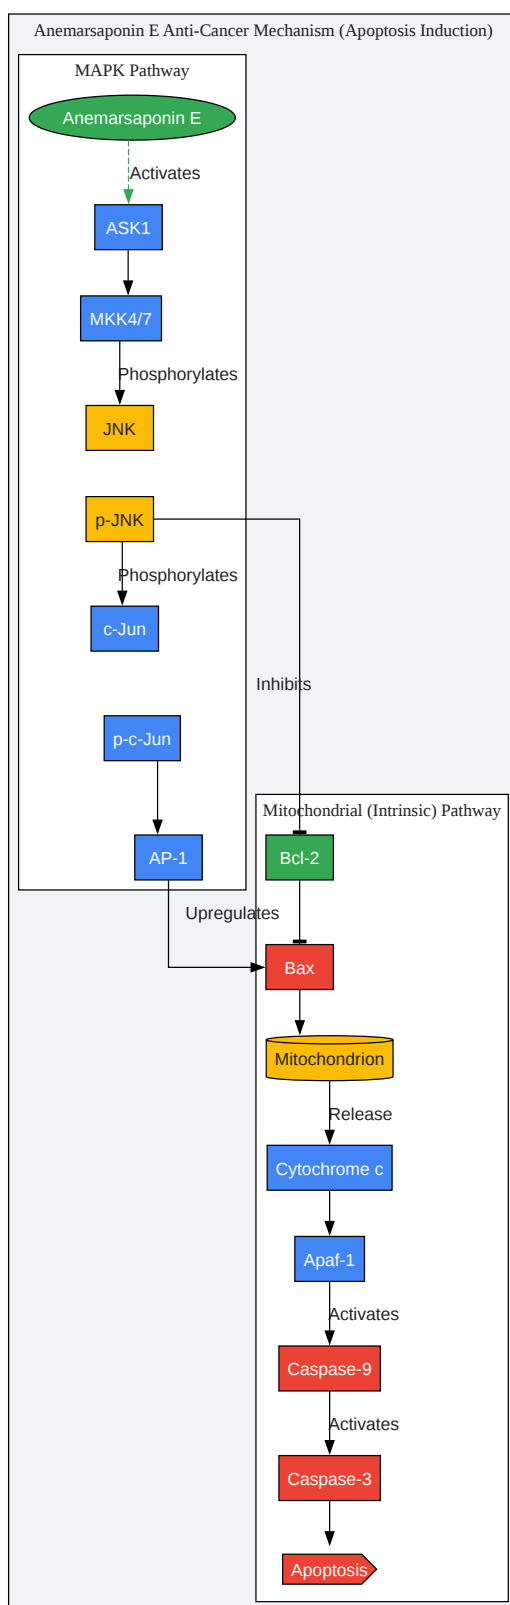 Anemarsaponin E Anti-Cancer Mechanism (Apoptosis Induction)
MAPK Pathway
Anemarsaponin E
Activates
ASK1
MKK4/7
Phosphorylates
JNK
p-JNK
Phosphorylates
c-Jun
Inhibits
p-c-Jun
Mitochondrial (Intrinsic) Pathway
AP-1
Bcl-2
Upregulates
Bax
Mitochondrion
Release
Cytochrome c
Apaf-1
Activates
Caspase-9
Activates
Caspase-3
Apoptosis